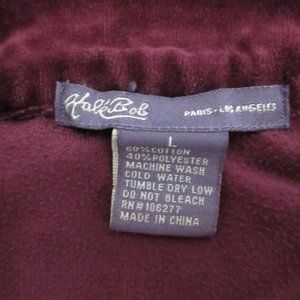 Hale Bob
PARIS - LOS ANGELES
L
60% COTTON
40% POLYESTER
MACHINE WASH
COLD WATER
TUMBLE DRY LOW
DO NOT BLEACH
RN# 106277
MADE IN CHINA